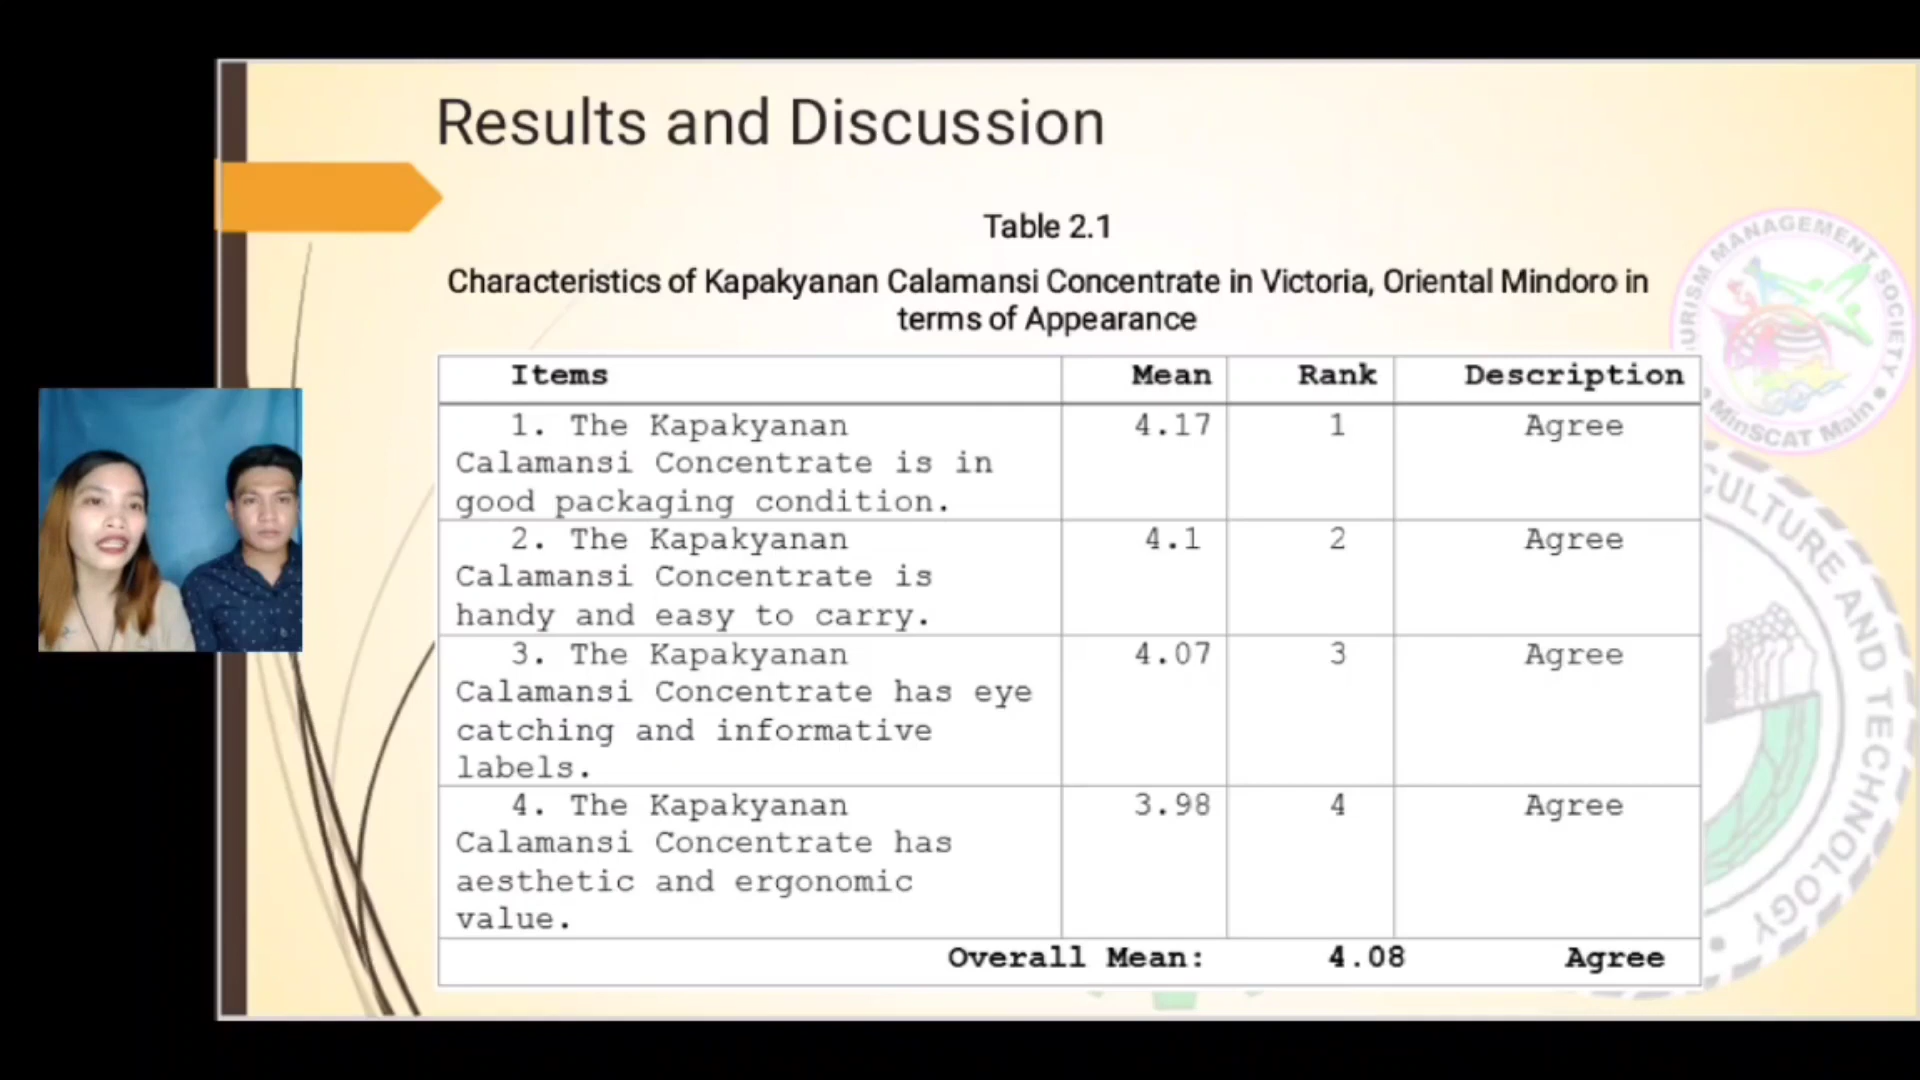 Results and Discussion
Table 2.1
Characteristics of Kapakyanan Calamansi Concentrate in Victoria, Oriental Mindoro in
terms of Appearance
Items Mean Rank Description
1. The Kapakyanan 4.17 1 Agree
Calamansi Concentrate is in
good packaging condition.
2. The Kapakyanan 4.1 2 Agree
Calamansi Concentrate is
handy and easy to carry.
3. The Kapakyanan 4.07 3 Agree
Calamansi Concentrate has eye
catching and informative
labels.
4. The Kapakyanan 3.98 4 Agree
Calamansi Concentrate has
aesthetic and ergonomic
value.
Overall Mean: 4.08 Agree
MANAGEMENT SOCIETY
MinSCAT Main
AND TECHNOLOGY